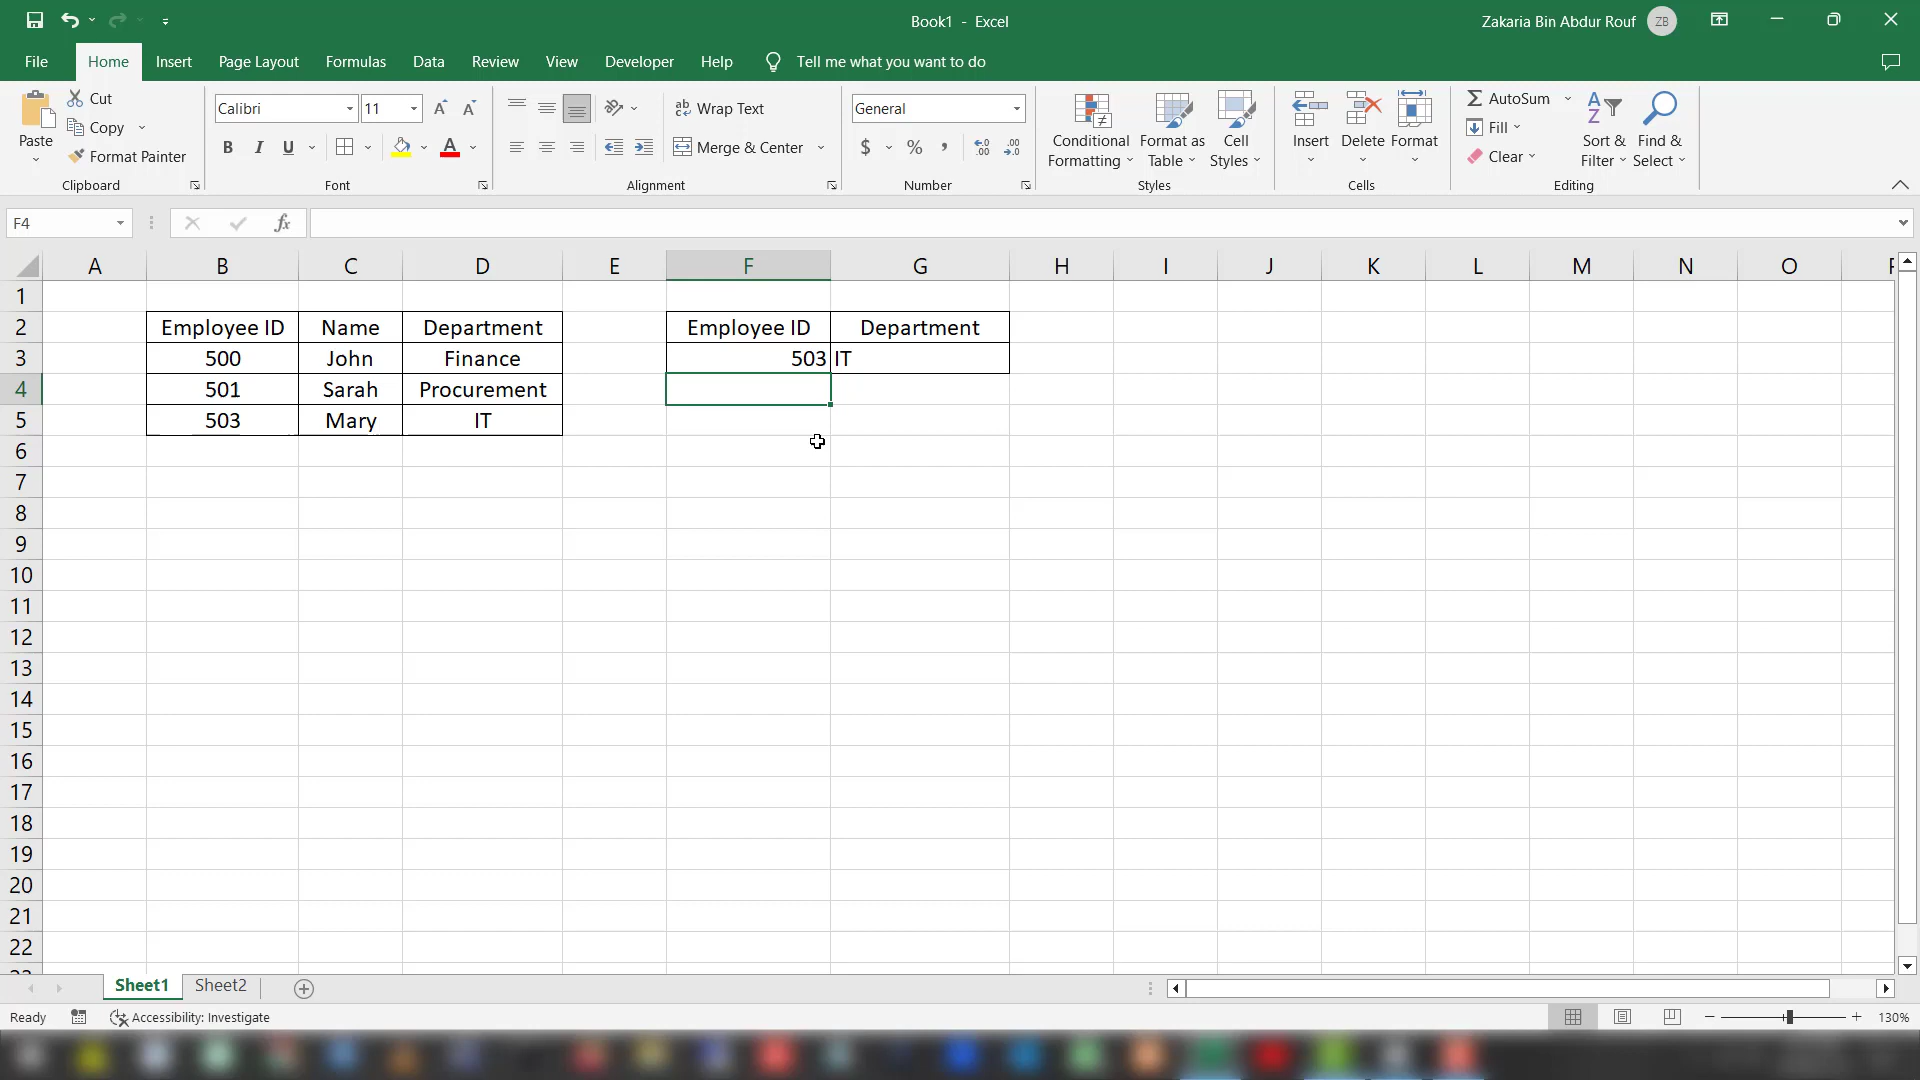 Book1 - Excel
Zakaria Bin Abdur Rouf
ZB
File Home Insert Page Layout Formulas Data Review View Developer Help Tell me what you want to do
Paste
Cut
Copy
Format Painter
Clipboard
Calibri 11
B I U
Font
Wrap Text
Merge & Center
Alignment
General
$ % ,
Number
Conditional Formatting
Format as Table
Cell Styles
Styles
Insert Delete Format
Cells
AutoSum
Fill
Clear
Sort & Filter
Find & Select
Editing
F4
fx
A B C D E F G H I J K L M N O P
1
2 Employee ID Name Department Employee ID Department
3 500 John Finance 503 IT
4 501 Sarah Procurement
5 503 Mary IT
6
7
8
9
10
11
12
13
14
15
16
17
18
19
20
21
22
23
Sheet1 Sheet2
Ready Accessibility: Investigate 130%